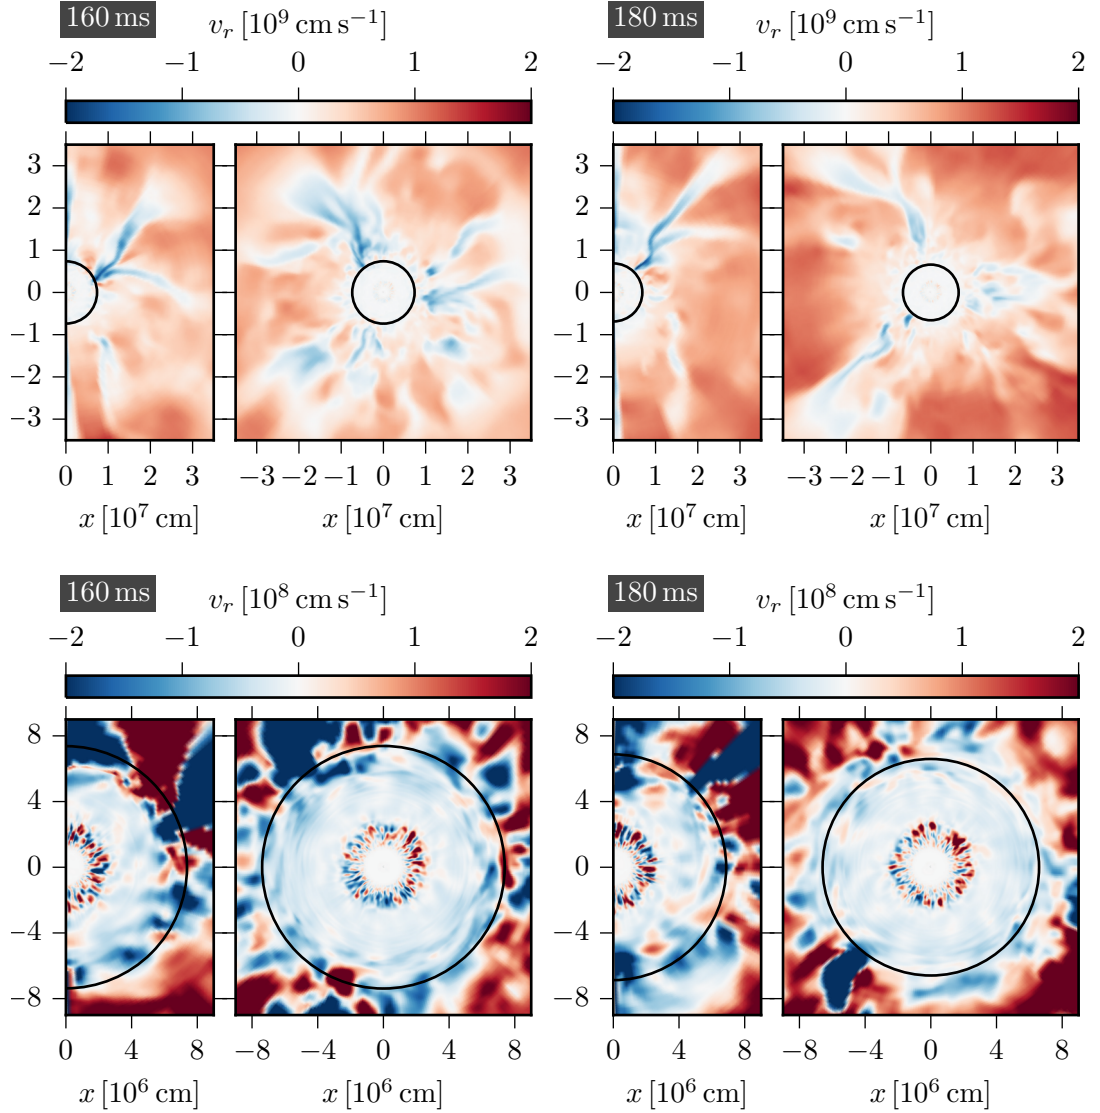 160 ms v_r [10^9 cm s^−1] 180 ms v_r [10^9 cm s^−1]
−2 −1 0 1 2 −2 −1 0 1 2
3 3
2 2
1 1
0 0
−1 −1
−2 −2
−3 −3
0 1 2 3 −3 −2 −1 0 1 2 3 0 1 2 3 −3 −2 −1 0 1 2 3
x [10^7 cm] x [10^7 cm] x [10^7 cm] x [10^7 cm]
160 ms v_r [10^8 cm s^−1] 180 ms v_r [10^8 cm s^−1]
−2 −1 0 1 2 −2 −1 0 1 2
8 8
4 4
0 0
−4 −4
−8 −8
0 4 8 −8 −4 0 4 8 0 4 8 −8 −4 0 4 8
x [10^6 cm] x [10^6 cm] x [10^6 cm] x [10^6 cm]